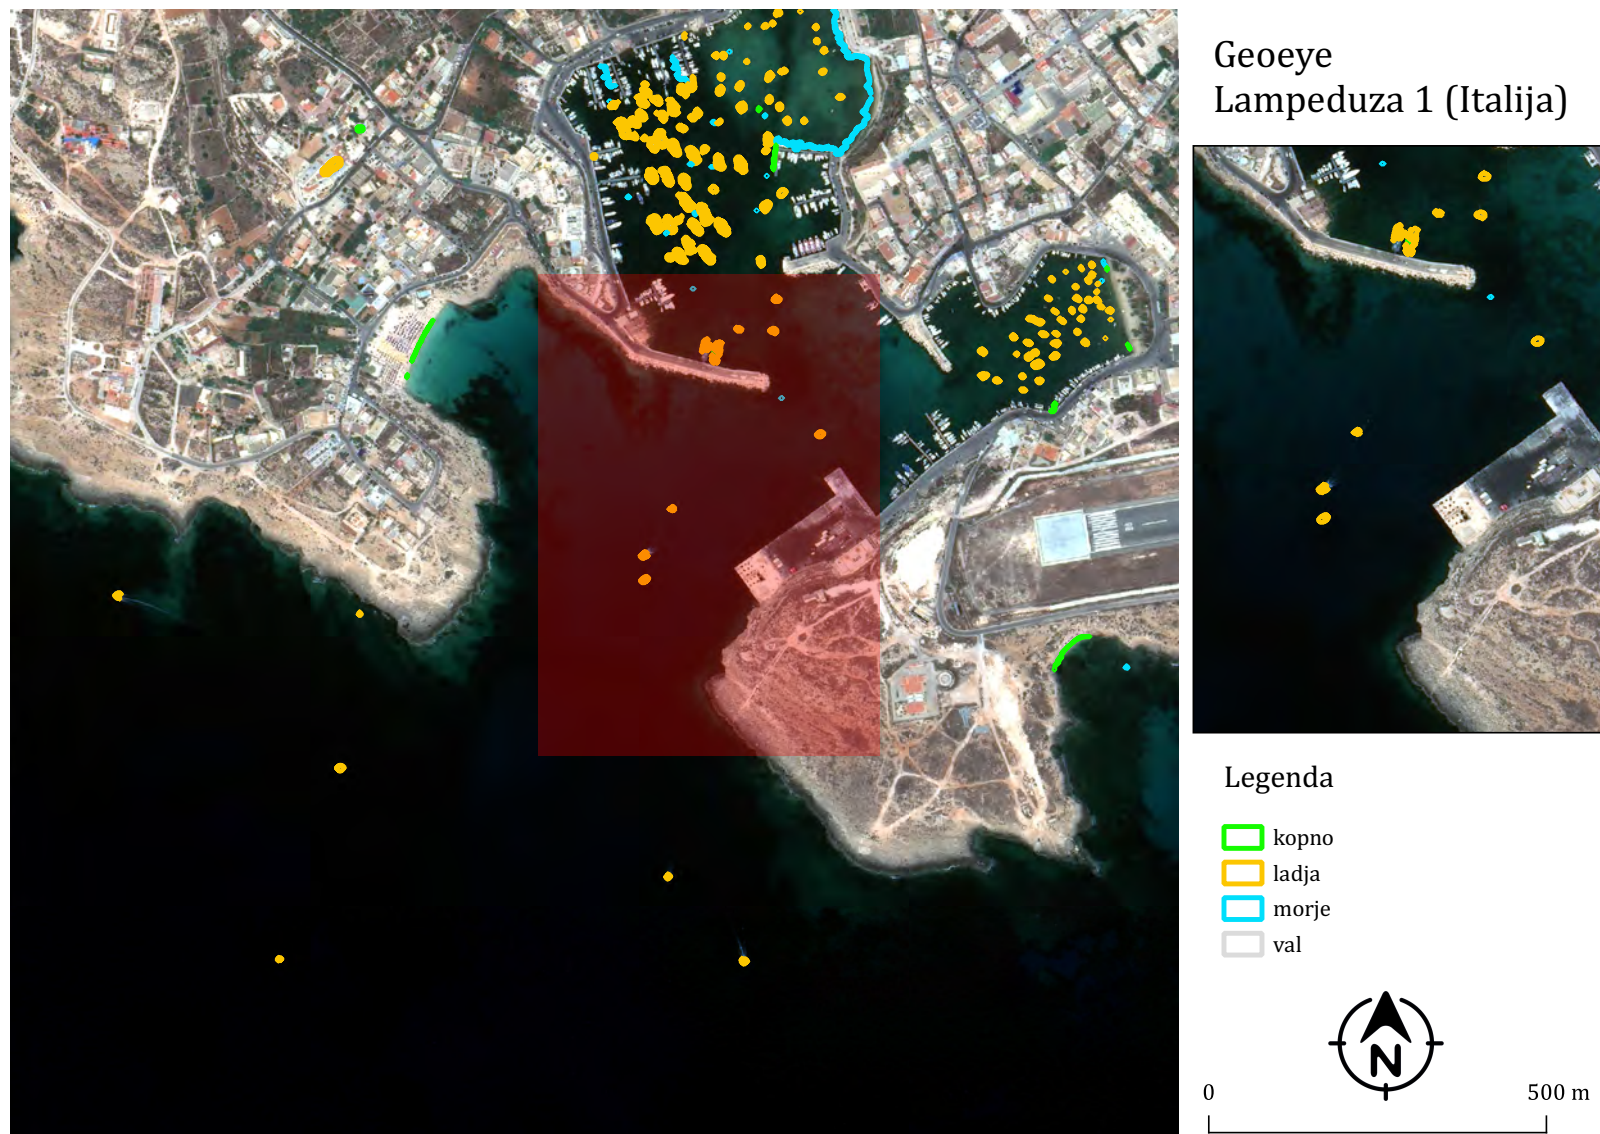 Geoeye
Lampeduza 1 (Italija)
Legenda
kopno
ladja
morje
val
N
0 500 m